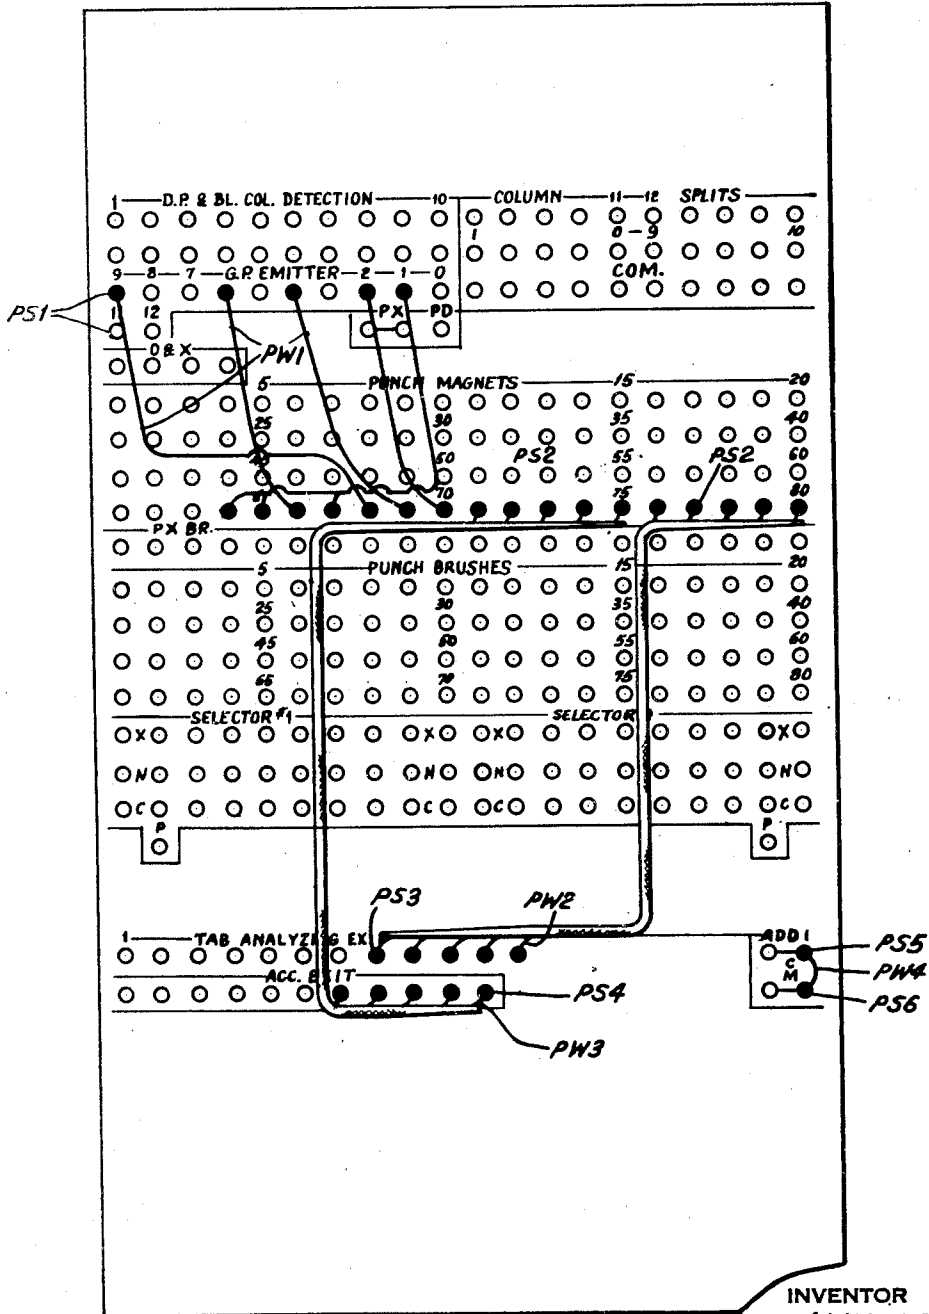 1 D.P. & BL. COL. DETECTION 10 COLUMN 11-12 SPLITS
1 0-9 10
9-8-7-G.P. EMITTER-2-1-0 COM.
PS1
1 12 PX PD
O & X PW1
5 PUNCH MAGNETS 15 20
25 30 35 40
50 PS2 55 PS2 60
70 75 80
PX BR.
5 PUNCH BRUSHES 15 20
25 30 35 40
45 50 55 60
65 70 75 80
SELECTOR #1 SELECTOR
X X X X
N N N N
C C C C
P P
PS3 PW2
1 TAB ANALYZING EX ADD 1 PS5
ACC. EXIT C PW4
M
PS4 PS6
PW3
INVENTOR